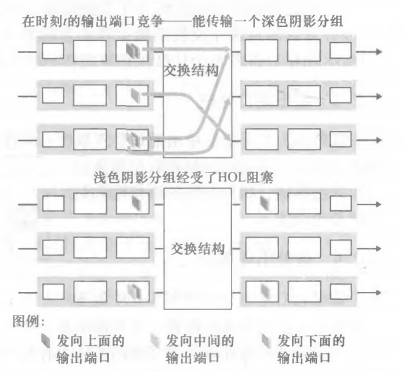 在时刻t的输出端口竞争——能传输一个深色阴影分组
交换结构
浅色阴影分组经受了HOL阻塞
交换结构
图例：
发向上面的输出端口
发向中间的输出端口
发向下面的输出端口